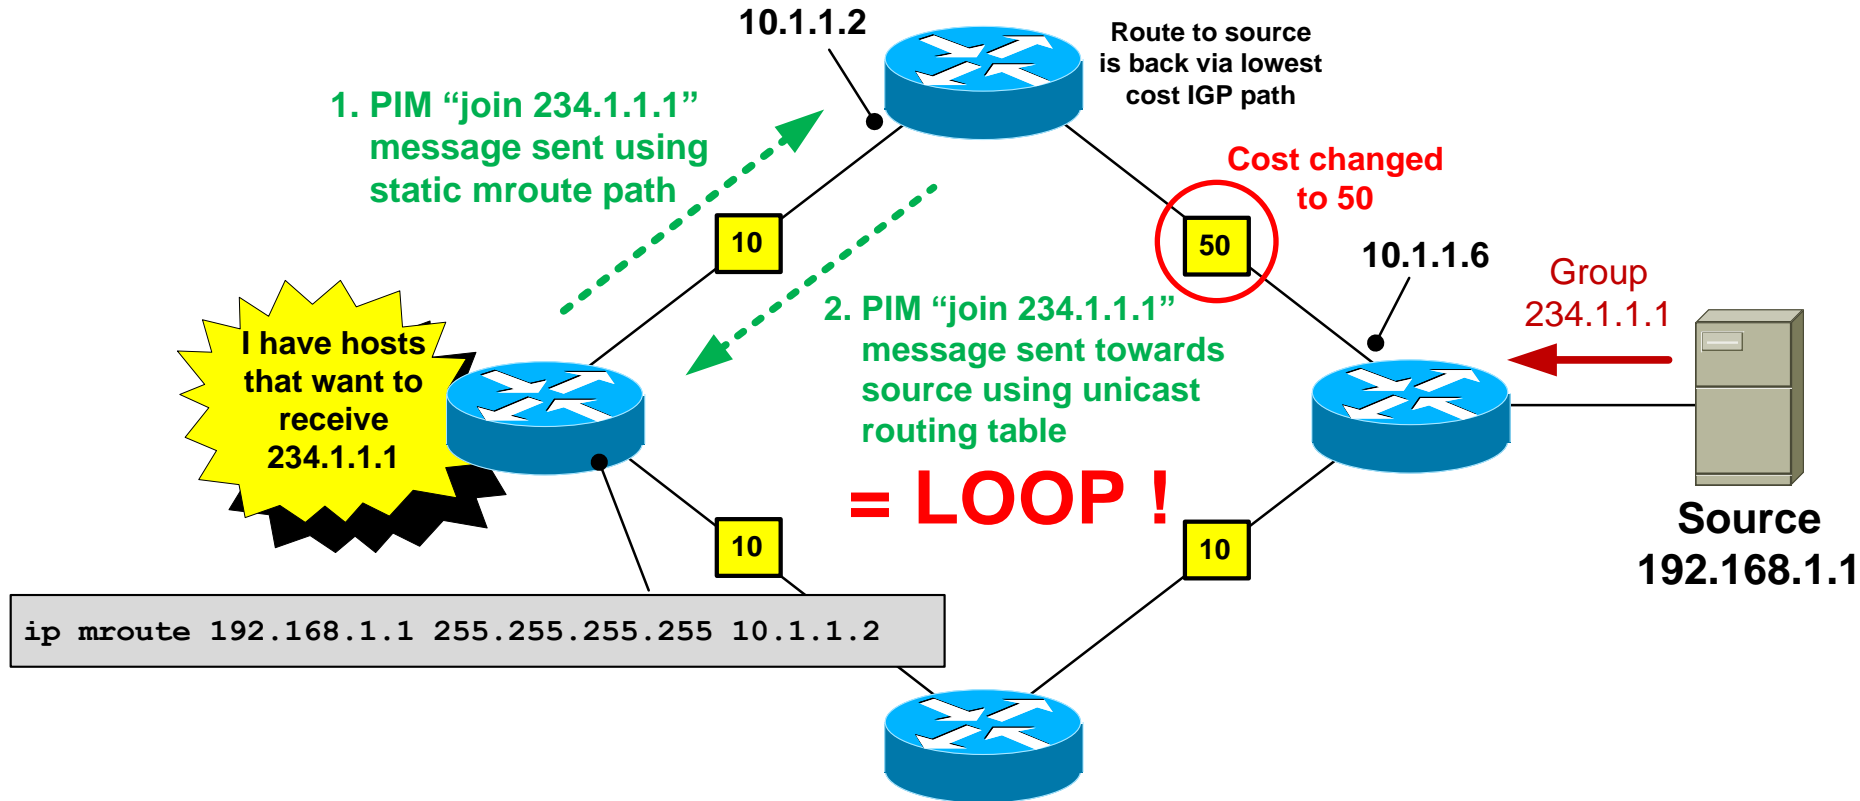 10.1.1.2
Route to source
is back via lowest
cost IGP path
1. PIM “join 234.1.1.1”
message sent using
static mroute path
Cost changed
to 50
10
50
10.1.1.6
Group
234.1.1.1
2. PIM “join 234.1.1.1”
message sent towards
source using unicast
routing table
= LOOP !
I have hosts
that want to
receive
234.1.1.1
10
10
Source
192.168.1.1
ip mroute 192.168.1.1 255.255.255.255 10.1.1.2